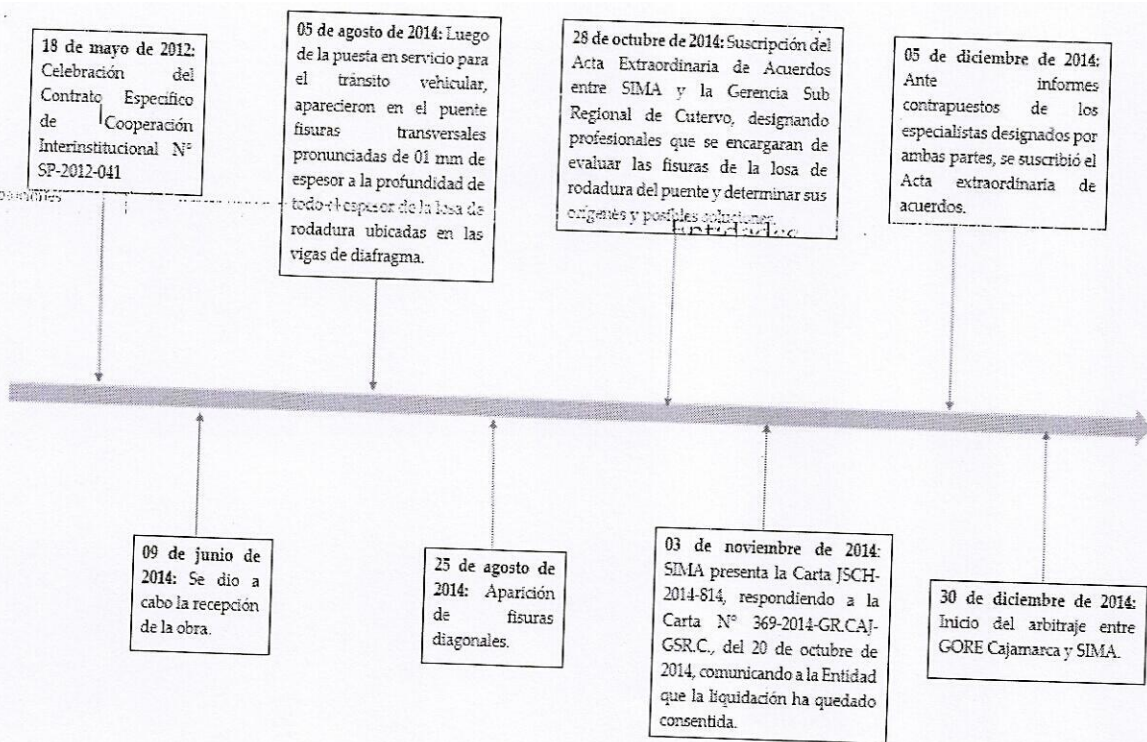 18 de mayo de 2012:
Celebración del
Contrato Específico
de Cooperación
Interinstitucional N°
SP-2012-041
05 de agosto de 2014: Luego
de la puesta en servicio para
el tránsito vehicular,
aparecieron en el puente
fisuras transversales
pronunciadas de 01 mm de
espesor a la profundidad de
todo el espesor de la losa de
rodadura ubicadas en las
vigas de diafragma.
28 de octubre de 2014: Suscripción del
Acta Extraordinaria de Acuerdos
entre SIMA y la Gerencia Sub
Regional de Cutervo, designando
profesionales que se encargaran de
evaluar las fisuras de la losa de
rodadura del puente y determinar sus
orígenes y posibles soluciones.
05 de diciembre de 2014:
Ante informes
contrapuestos de los
especialistas designados por
ambas partes, se suscribió el
Acta extraordinaria de
acuerdos.
09 de junio de
2014: Se dio a
cabo la recepción
de la obra.
25 de agosto de
2014: Aparición
de fisuras
diagonales.
03 de noviembre de 2014:
SIMA presenta la Carta JSCH-
2014-814, respondiendo a la
Carta N° 369-2014-GR.CAJ-
GSR.C., del 20 de octubre de
2014, comunicando a la Entidad
que la liquidación ha quedado
consentida.
30 de diciembre de 2014:
Inicio del arbitraje entre
GORE Cajamarca y SIMA.